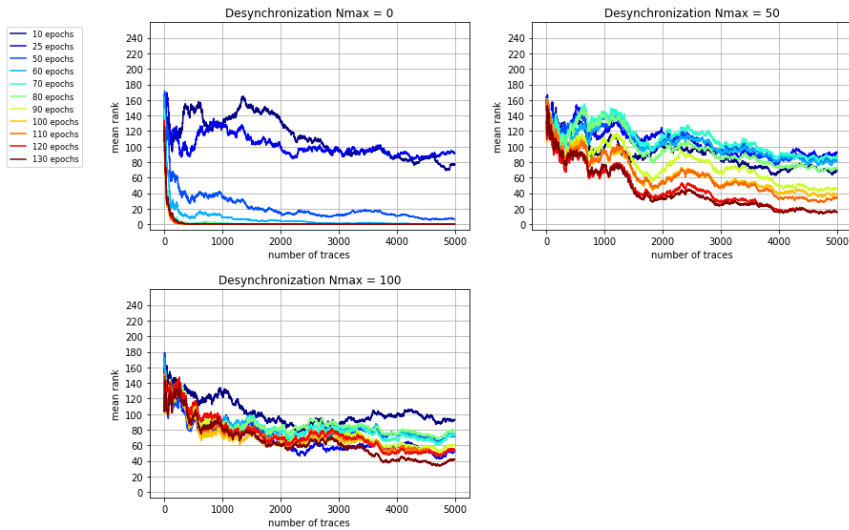 10 epochs
25 epochs
50 epochs
60 epochs
70 epochs
80 epochs
90 epochs
100 epochs
110 epochs
120 epochs
130 epochs
Desynchronization Nmax = 0
mean rank
240
220
200
180
160
140
120
100
80
60
40
20
0
0 1000 2000 3000 4000 5000
number of traces
Desynchronization Nmax = 50
mean rank
240
220
200
180
160
140
120
100
80
60
40
20
0
0 1000 2000 3000 4000 5000
number of traces
Desynchronization Nmax = 100
mean rank
240
220
200
180
160
140
120
100
80
60
40
20
0
0 1000 2000 3000 4000 5000
number of traces